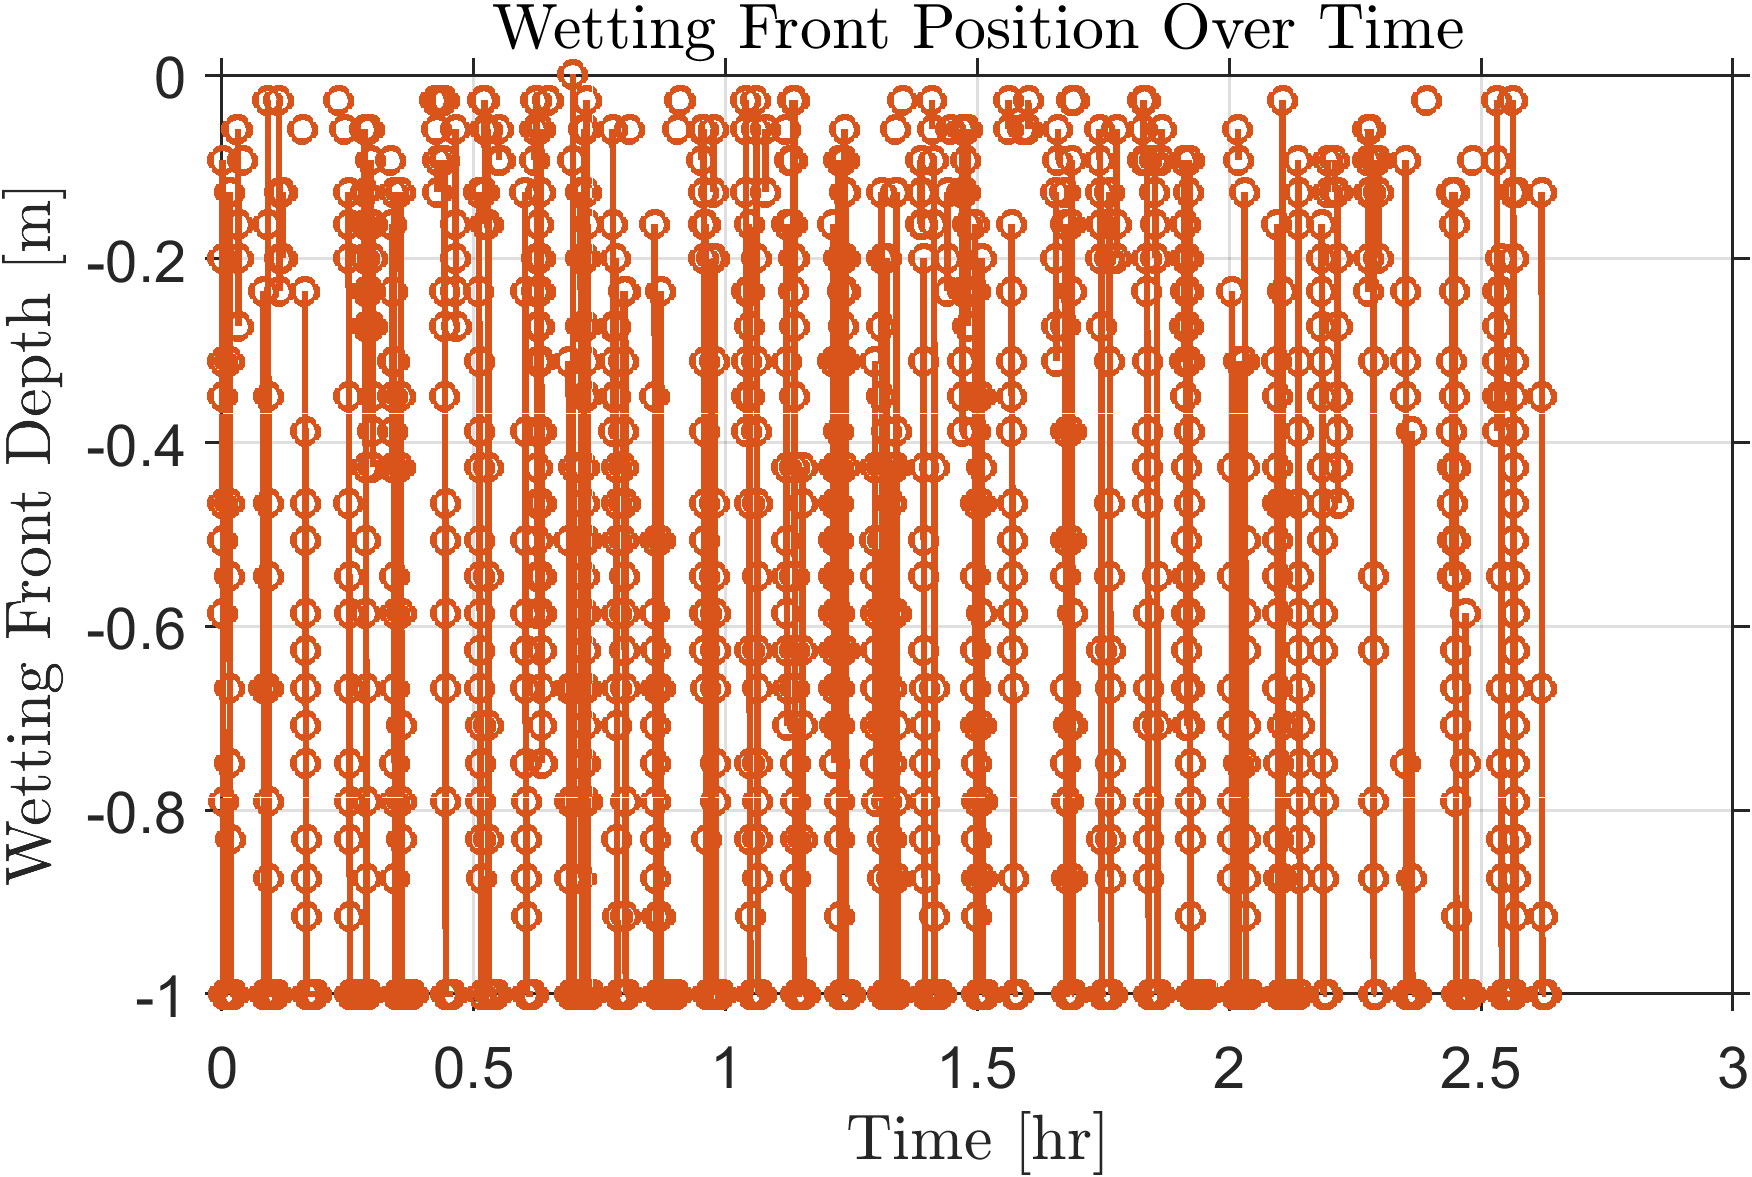 Wetting Front Position Over Time
Wetting Front Depth [m]
0
-0.2
-0.4
-0.6
-0.8
-1
0 0.5 1 1.5 2 2.5 3
Time [hr]